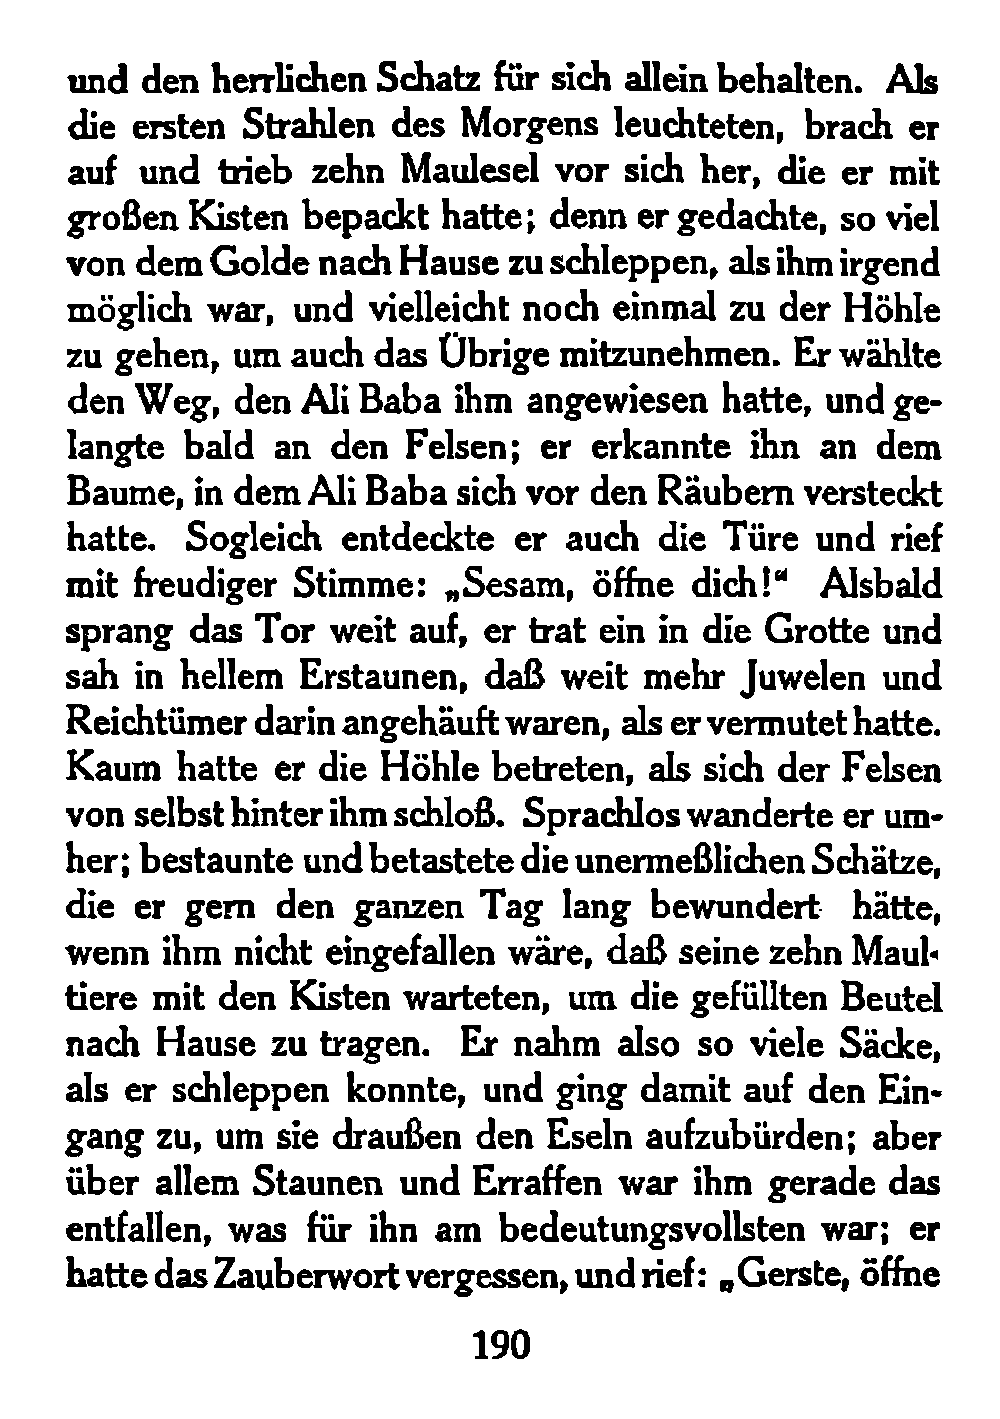 und den herrlichen Schatz für sich allein behalten. Als
die ersten Strahlen des Morgens leuchteten, brach er
auf und trieb zehn Maulesel vor sich her, die er mit
großen Kisten bepackt hatte; denn er gedachte, so viel
von dem Golde nach Hause zu schleppen, als ihm irgend
möglich war, und vielleicht noch einmal zu der Höhle
zu gehen, um auch das Übrige mitzunehmen. Er wählte
den Weg, den Ali Baba ihm angewiesen hatte, und ge-
langte bald an den Felsen; er erkannte ihn an dem
Baume, in dem Ali Baba sich vor den Räubern versteckt
hatte. Sogleich entdeckte er auch die Türe und rief
mit freudiger Stimme: „Sesam, öffne dich!“ Alsbald
sprang das Tor weit auf, er trat ein in die Grotte und
sah in hellem Erstaunen, daß weit mehr Juwelen und
Reichtümer darin angehäuft waren, als er vermutet hatte.
Kaum hatte er die Höhle betreten, als sich der Felsen
von selbst hinter ihm schloß. Sprachlos wanderte er um-
her; bestaunte und betastete die unermeßlichen Schätze,
die er gern den ganzen Tag lang bewundert hätte,
wenn ihm nicht eingefallen wäre, daß seine zehn Maul-
tiere mit den Kisten warteten, um die gefüllten Beutel
nach Hause zu tragen. Er nahm also so viele Säcke,
als er schleppen konnte, und ging damit auf den Ein-
gang zu, um sie draußen den Eseln aufzubürden; aber
über allem Staunen und Erraffen war ihm gerade das
entfallen, was für ihn am bedeutungsvollsten war; er
hatte das Zauberwort vergessen, und rief: „Gerste, öffne
190